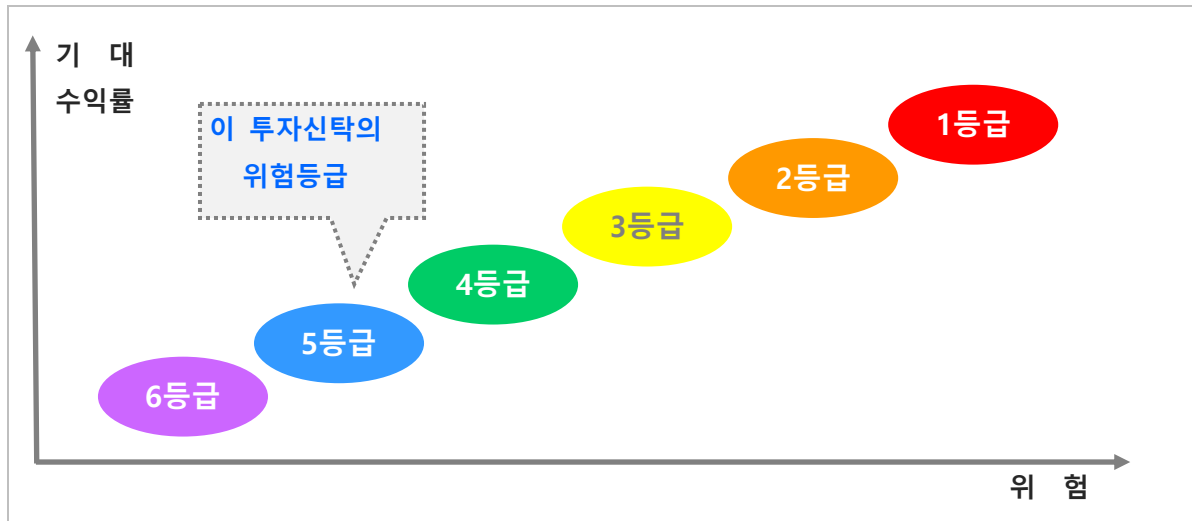 기 대
수익률
이 투자신탁의
위험등급
1등급
2등급
3등급
4등급
5등급
6등급
위 험